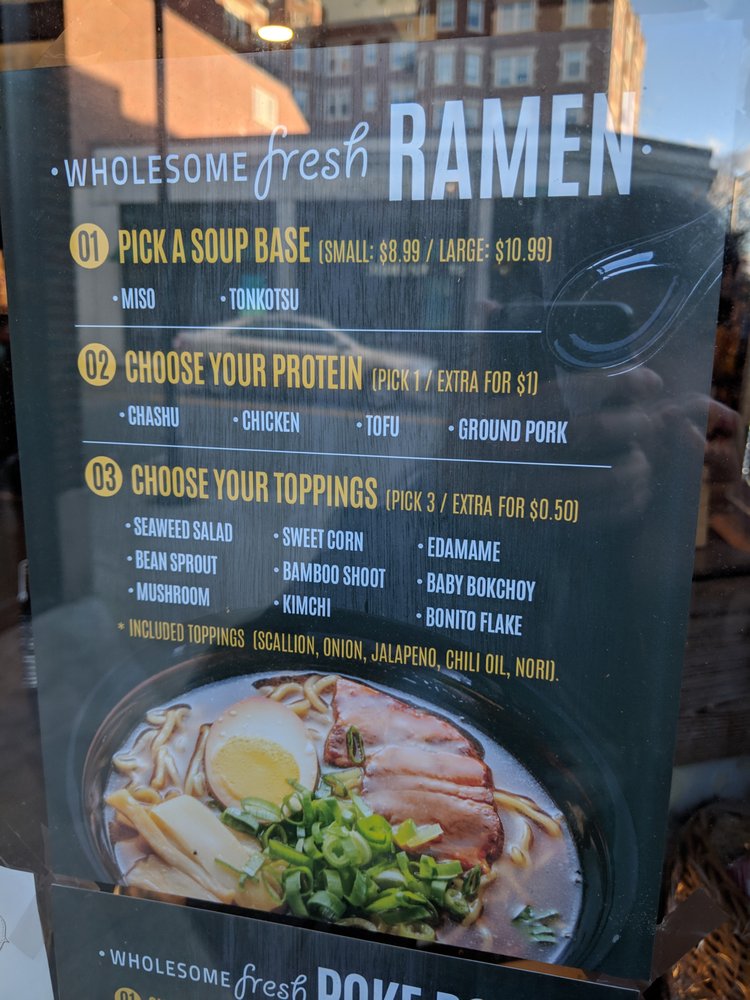 ·WHOLESOME fresh RAMEN·
01 PICK A SOUP BASE (SMALL: $8.99 / LARGE: $10.99)
•MISO •TONKOTSU
02 CHOOSE YOUR PROTEIN (PICK 1 / EXTRA FOR $1)
•CHASHU •CHICKEN •TOFU •GROUND PORK
03 CHOOSE YOUR TOPPINGS (PICK 3 / EXTRA FOR $0.50)
•SEAWEED SALAD •SWEET CORN •EDAMAME
•BEAN SPROUT •BAMBOO SHOOT •BABY BOKCHOY
•MUSHROOM •KIMCHI •BONITO FLAKE
* INCLUDED TOPPINGS (SCALLION, ONION, JALAPENO, CHILI OIL, NORI).
·WHOLESOME fresh POKE
01